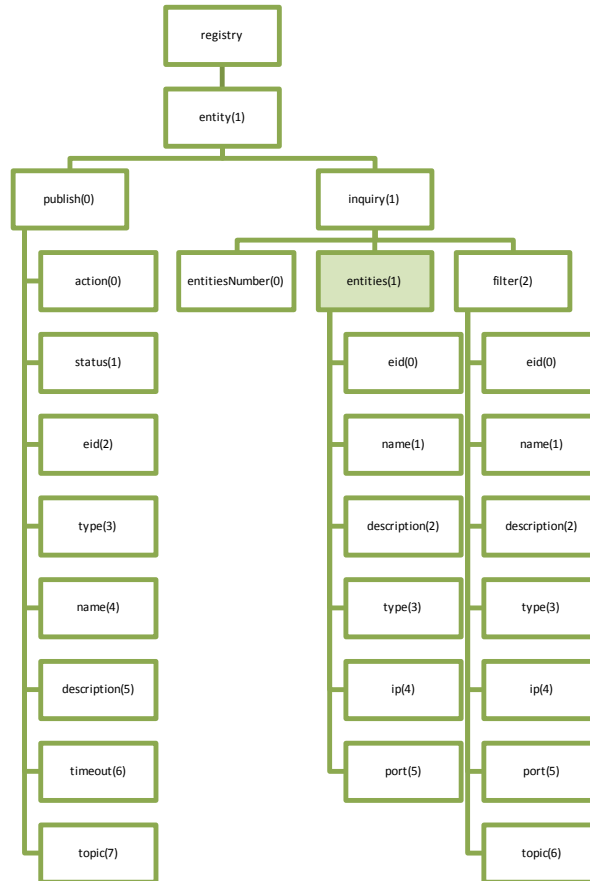 registry
entity(1)
publish(0)
inquiry(1)
action(0)
entitiesNumber(0)
entities(1)
filter(2)
status(1)
eid(0)
eid(0)
eid(2)
name(1)
name(1)
type(3)
description(2)
description(2)
name(4)
type(3)
type(3)
description(5)
ip(4)
ip(4)
timeout(6)
port(5)
port(5)
topic(7)
topic(6)